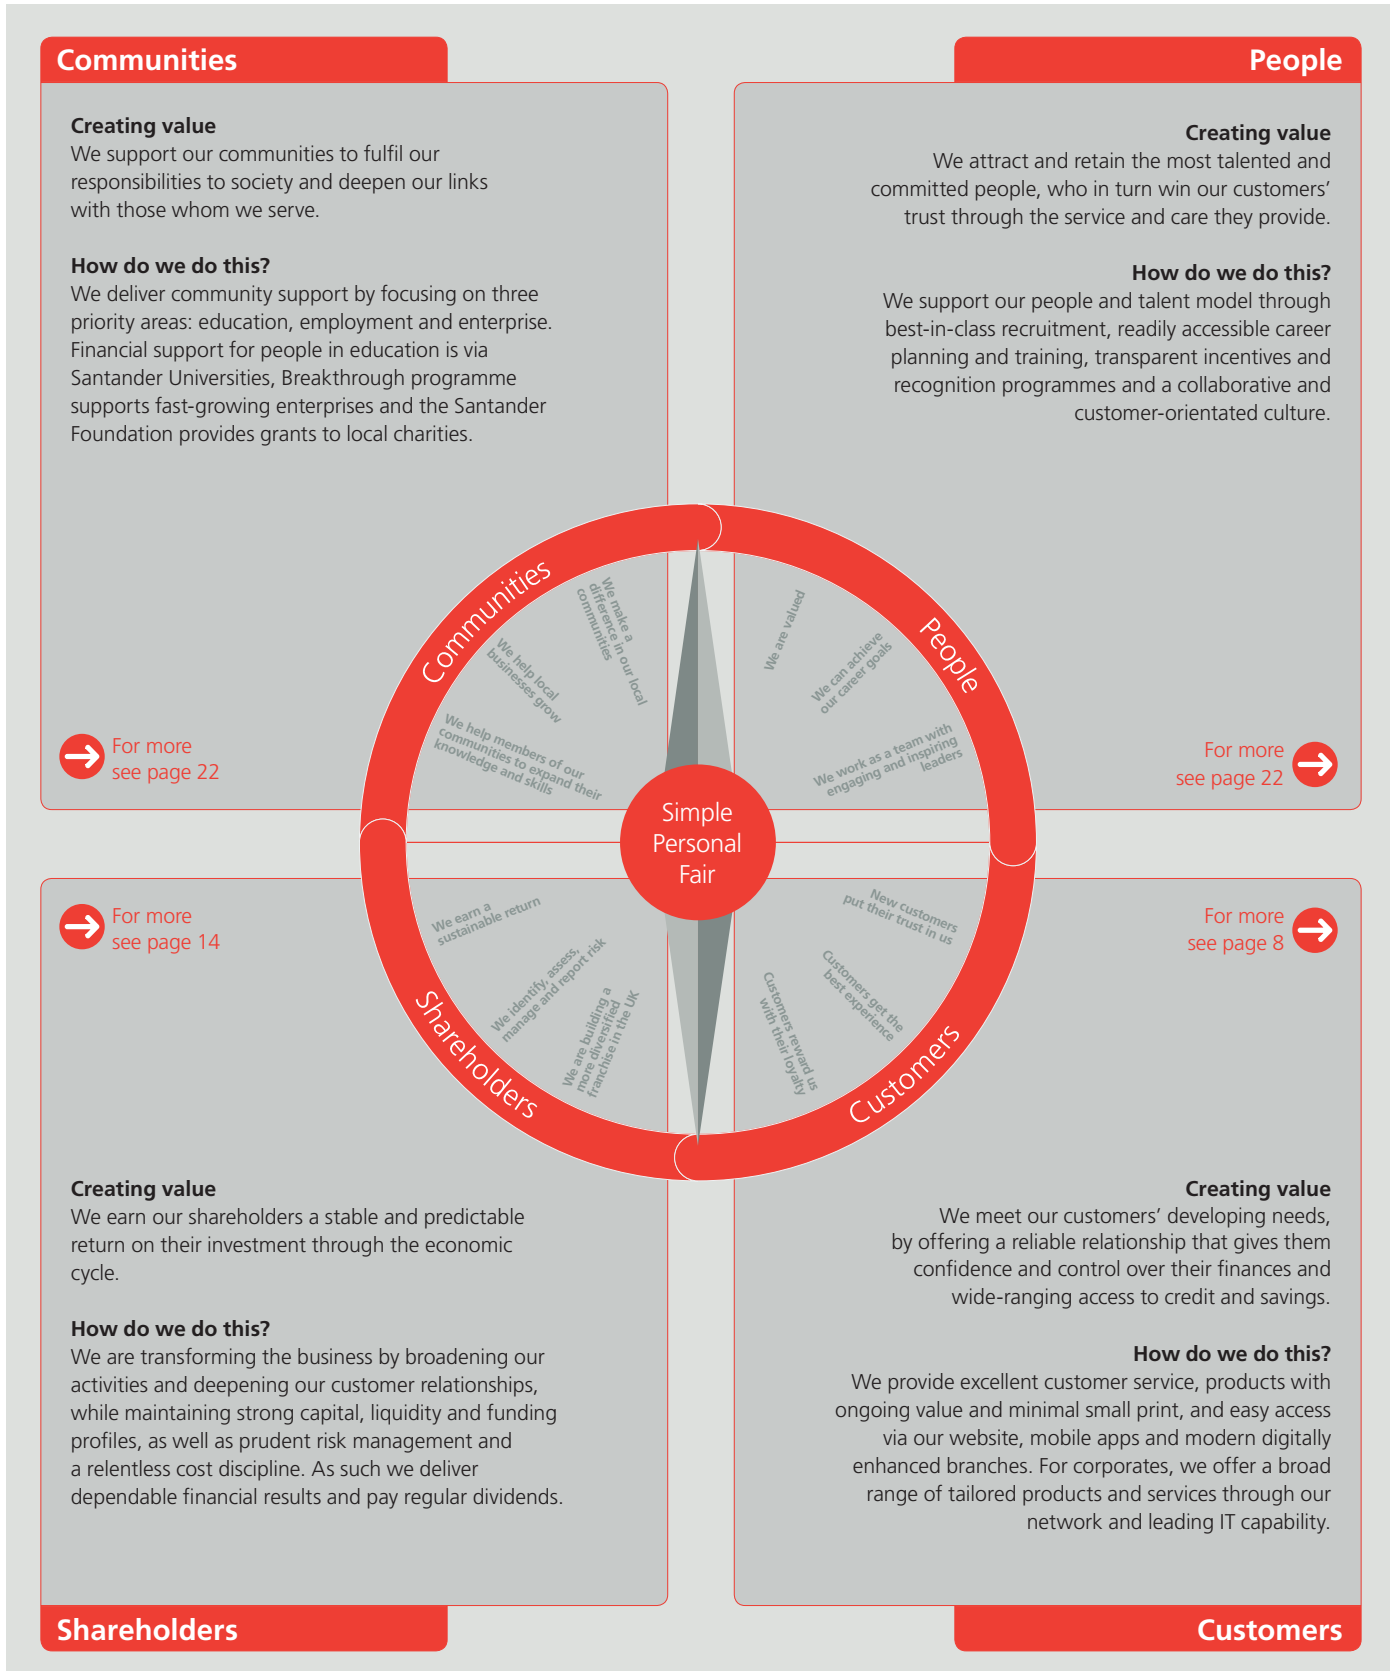 Communities
Creating value
We support our communities to fulfil our
responsibilities to society and deepen our links
with those whom we serve.
How do we do this?
We deliver community support by focusing on three
priority areas: education, employment and enterprise.
Financial support for people in education is via
Santander Universities, Breakthrough programme
supports fast-growing enterprises and the Santander
Foundation provides grants to local charities.
For more
see page 22
People
Creating value
We attract and retain the most talented and
committed people, who in turn win our customers’
trust through the service and care they provide.
How do we do this?
We support our people and talent model through
best-in-class recruitment, readily accessible career
planning and training, transparent incentives and
recognition programmes and a collaborative and
customer-orientated culture.
For more
see page 22
Communities
We make a
difference in our local
communities
We help local
businesses grow
We help members of our
communities to expand their
knowledge and skills
People
We are valued
We can achieve
our career goals
We work as a team with
engaging and inspiring
leaders
Simple
Personal
Fair
Shareholders
We earn a
sustainable return
We identify, assess,
manage and report risk
We are building a
more diversified
franchise in the UK
Customers
New customers
put their trust in us
Customers get the
best experience
Customers reward us
with their loyalty
For more
see page 14
Creating value
We earn our shareholders a stable and predictable
return on their investment through the economic
cycle.
How do we do this?
We are transforming the business by broadening our
activities and deepening our customer relationships,
while maintaining strong capital, liquidity and funding
profiles, as well as prudent risk management and
a relentless cost discipline. As such we deliver
dependable financial results and pay regular dividends.
Shareholders
For more
see page 8
Creating value
We meet our customers’ developing needs,
by offering a reliable relationship that gives them
confidence and control over their finances and
wide-ranging access to credit and savings.
How do we do this?
We provide excellent customer service, products with
ongoing value and minimal small print, and easy access
via our website, mobile apps and modern digitally
enhanced branches. For corporates, we offer a broad
range of tailored products and services through our
network and leading IT capability.
Customers